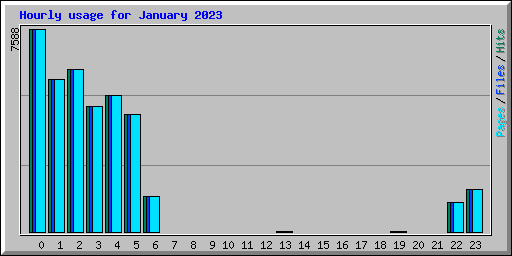 Hourly usage for January 2023
7588
Pages/Files/Hits
0 1 2 3 4 5 6 7 8 9 10 11 12 13 14 15 16 17 18 19 20 21 22 23